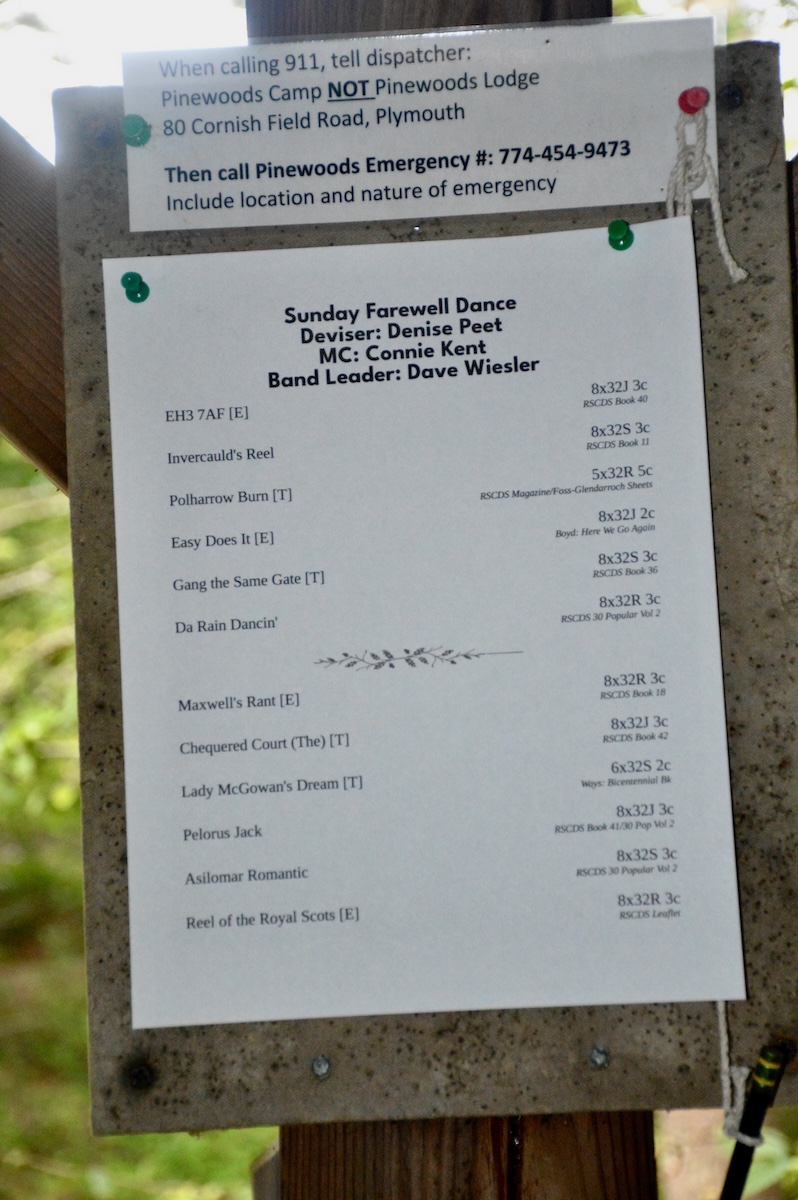 When calling 911, tell dispatcher:
Pinewoods Camp NOT Pinewoods Lodge
80 Cornish Field Road, Plymouth
Then call Pinewoods Emergency #: 774-454-9473
Include location and nature of emergency
Sunday Farewell Dance
Deviser: Denise Peet
MC: Connie Kent
Band Leader: Dave Wiesler
EH3 7AF [E] 8x32J 3c
RSCDS Book 40
Invercauld's Reel 8x32S 3c
RSCDS Book 11
Polharrow Burn [T] 5x32R 5c
RSCDS Magazine/Foss-Glendarroch Sheets
Easy Does It [E] 8x32J 2c
Boyd: Here We Go Again
Gang the Same Gate [T] 8x32S 3c
RSCDS Book 36
Da Rain Dancin' 8x32R 3c
RSCDS 30 Popular Vol 2
Maxwell's Rant [E] 8x32R 3c
RSCDS Book 18
Chequered Court (The) [T] 8x32J 3c
RSCDS Book 42
Lady McGowan's Dream [T] 6x32S 2c
Ways: Bicentennial Bk
Pelorus Jack 8x32J 3c
RSCDS Book 41/30 Pop Vol 2
Asilomar Romantic 8x32S 3c
RSCDS 30 Popular Vol 2
Reel of the Royal Scots [E] 8x32R 3c
RSCDS Leaflet